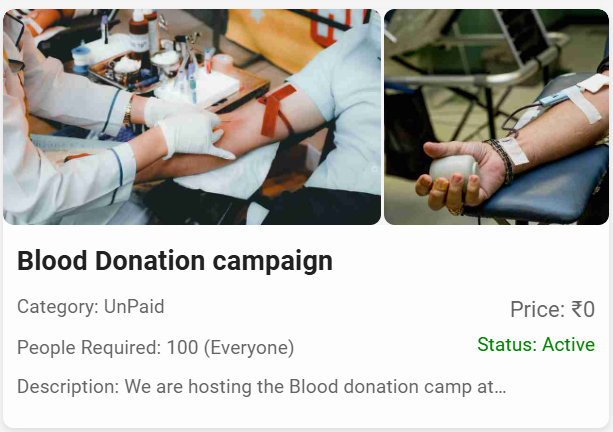 Blood Donation campaign
Category: UnPaid
Price: ₹0
People Required: 100 (Everyone)
Status: Active
Description: We are hosting the Blood donation camp at...